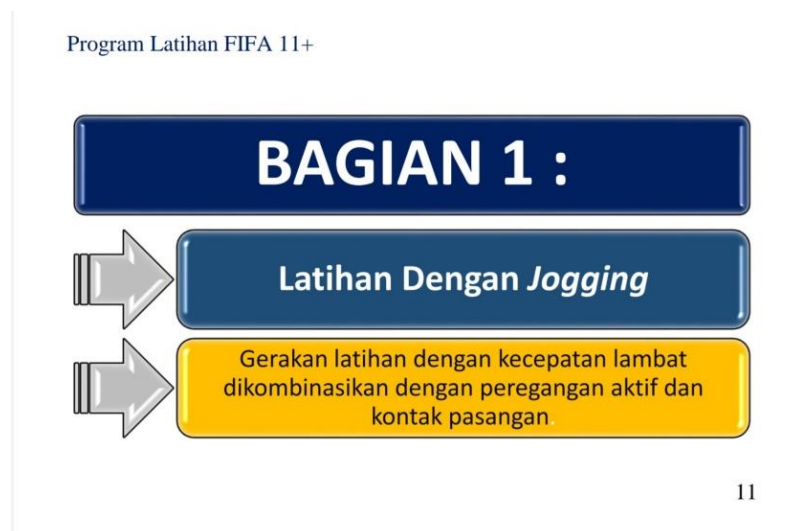 Program Latihan FIFA 11+
BAGIAN 1 :
Latihan Dengan Jogging
Gerakan latihan dengan kecepatan lambat
dikombinasikan dengan peregangan aktif dan
kontak pasangan.
11